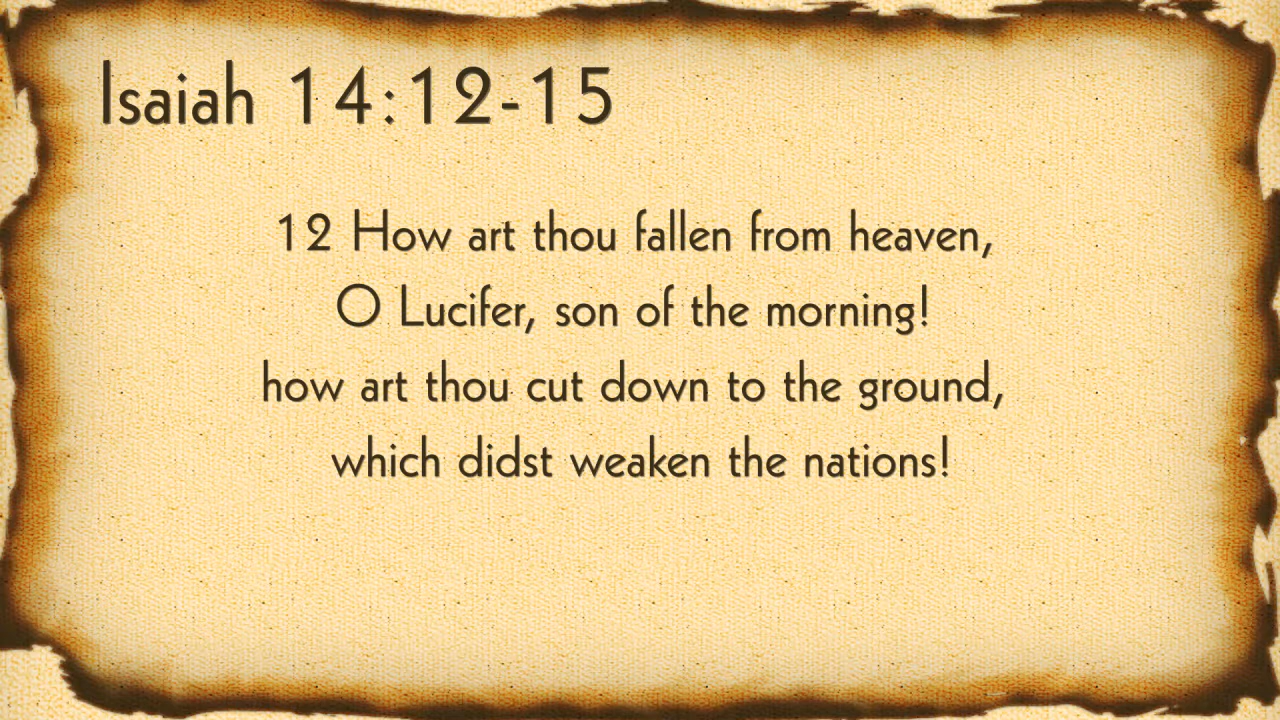 Isaiah 14:12-15
12 How art thou fallen from heaven,
O Lucifer, son of the morning!
how art thou cut down to the ground,
which didst weaken the nations!